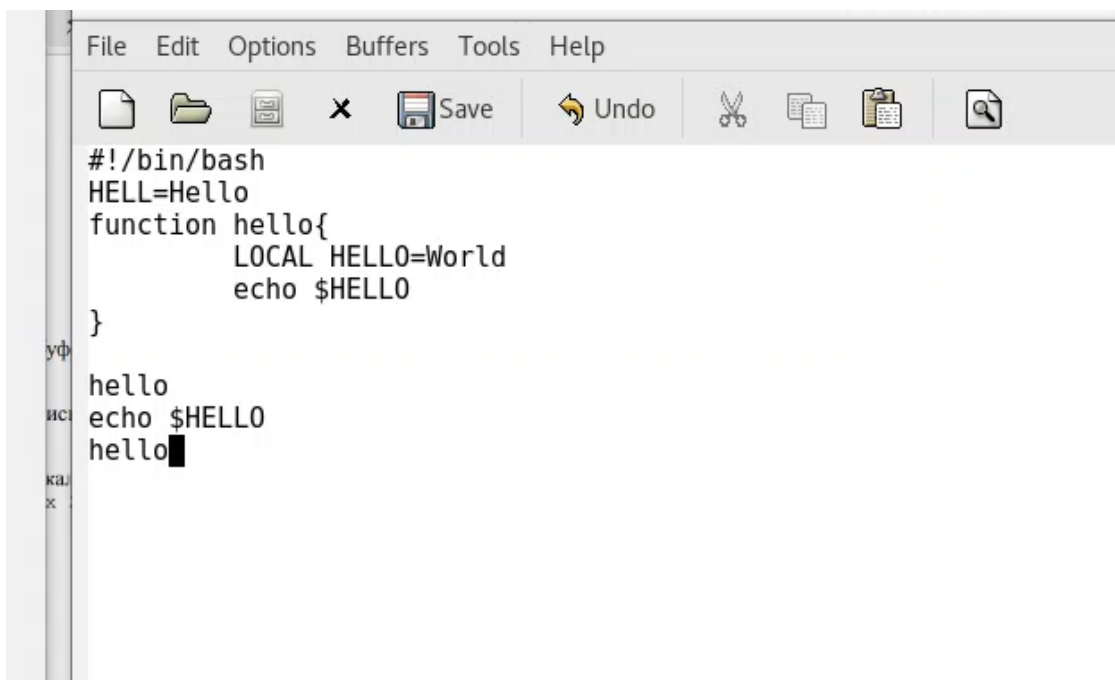 File Edit Options Buffers Tools Help
Save Undo
#!/bin/bash
HELL=Hello
function hello{
LOCAL HELLO=World
echo $HELLO
}
уф
hello
echo $HELLO
hello